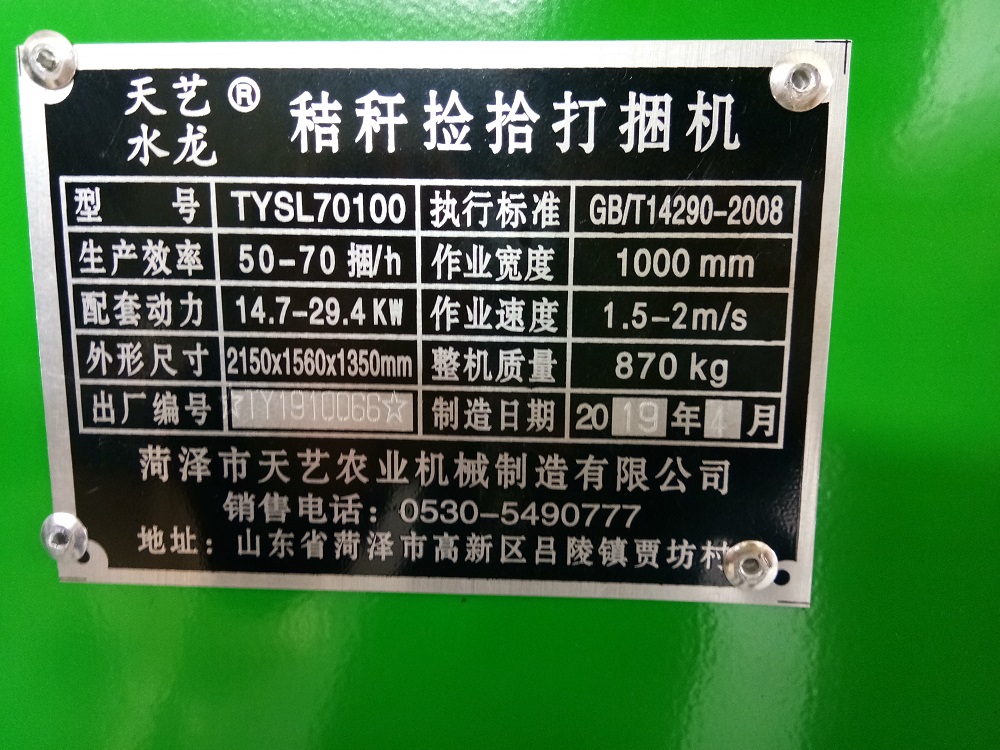 天艺®
水龙
秸秆捡拾打捆机
型 号 TYSL70100 执行标准 GB/T14290-2008
生产效率 50-70 捆/h 作业宽度 1000 mm
配套动力 14.7-29.4 KW 作业速度 1.5-2m/s
外形尺寸 2150x1560x1350mm 整机质量 870 kg
出厂编号 ☆TY1910066☆ 制造日期 2019年4月
菏泽市天艺农业机械制造有限公司
销售电话：0530-5490777
地址：山东省菏泽市高新区吕陵镇贾坊村